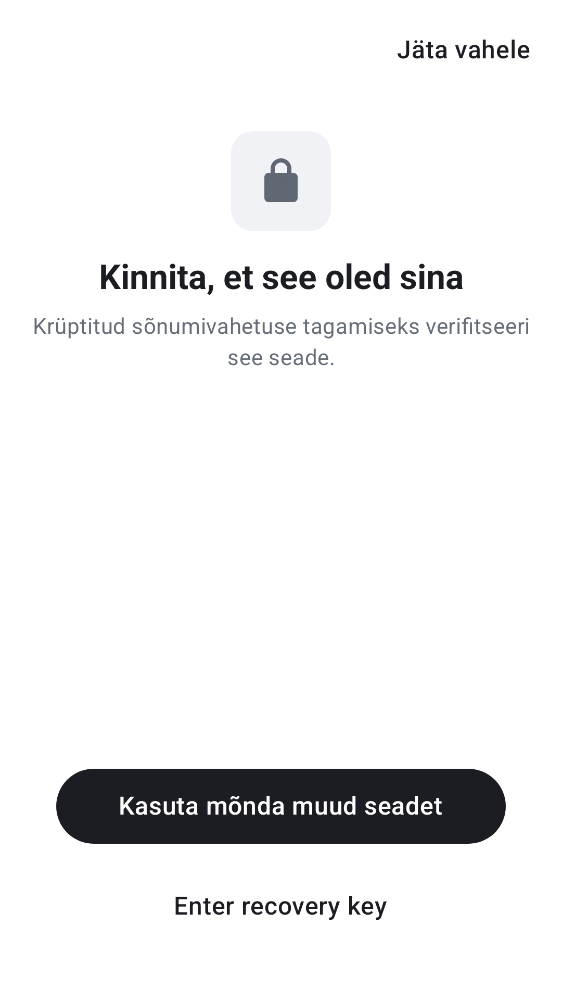 Jäta vahele
Kinnita, et see oled sina
Krüptitud sõnumivahetuse tagamiseks verifitseeri
see seade.
Kasuta mõnda muud seadet
Enter recovery key